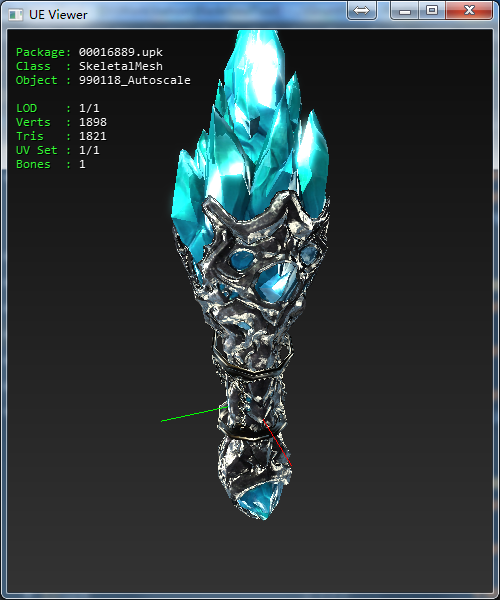 UE Viewer
Package: 00016889.upk
Class : SkeletalMesh
Object : 990118_Autoscale
LOD : 1/1
Verts : 1898
Tris : 1821
UV Set : 1/1
Bones : 1